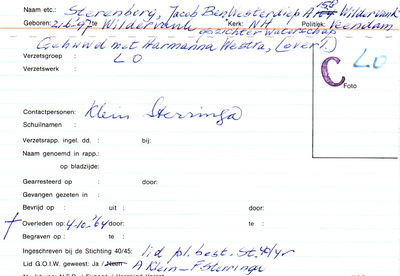 Naam etc.: Sterenberg, Jacob Ben Westerdiep A 104 Wildervank
Geboren: 21-6-97 te Wildervank Kerk: NH Politiek: Veendam
opzichter waterschap
Gehuwd met Harmanna Westra, (overl.)
Verzetsgroep : LO
Verzetswerk :
C LO
Foto
Contactpersonen: Klein Sterringa
Schuilnamen :
Verzetsrapp. ingel. dd. : bij:
Naam genoemd in rapp.:
op bladzijde:
Gearresteerd op : door:
Gevangen gezeten in :
Bevrijd op : uit : door:
Overleden op: 4-10-'64 door: te :
Begraven op : te :
Ingeschreven bij de Stichting 40/45: lid pl. best. St. 40/45
Lid G.O.I.W. geweest: Ja / Neen A Klein - F Sterringa